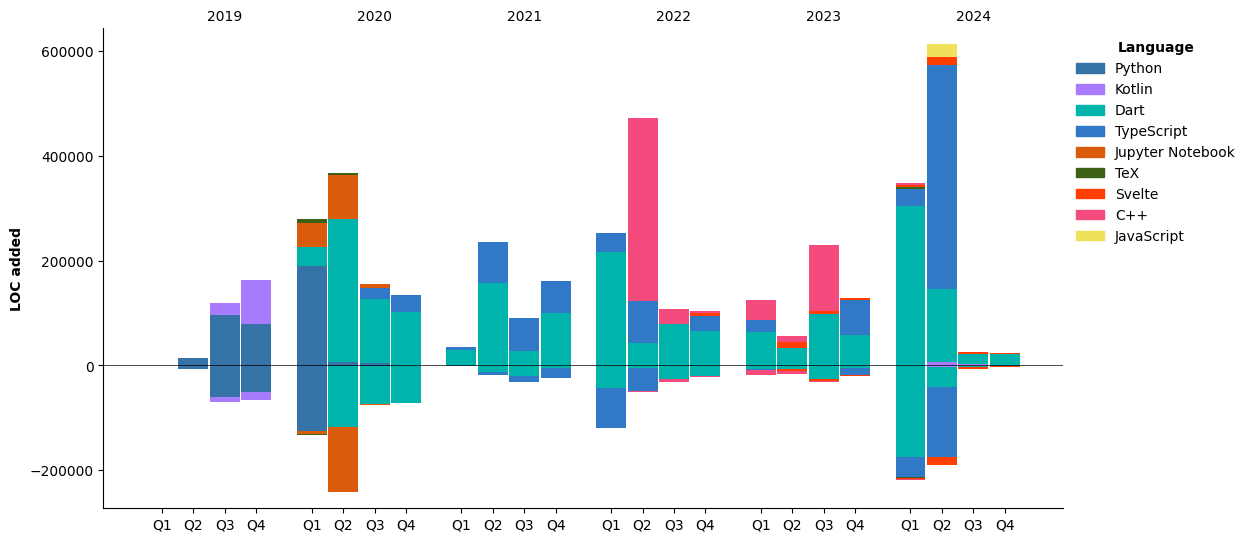 2019 2020 2021 2022 2023 2024
600000
400000
200000
0
−200000
LOC added
Q1 Q2 Q3 Q4 Q1 Q2 Q3 Q4 Q1 Q2 Q3 Q4 Q1 Q2 Q3 Q4 Q1 Q2 Q3 Q4 Q1 Q2 Q3 Q4
Language
Python
Kotlin
Dart
TypeScript
Jupyter Notebook
TeX
Svelte
C++
JavaScript